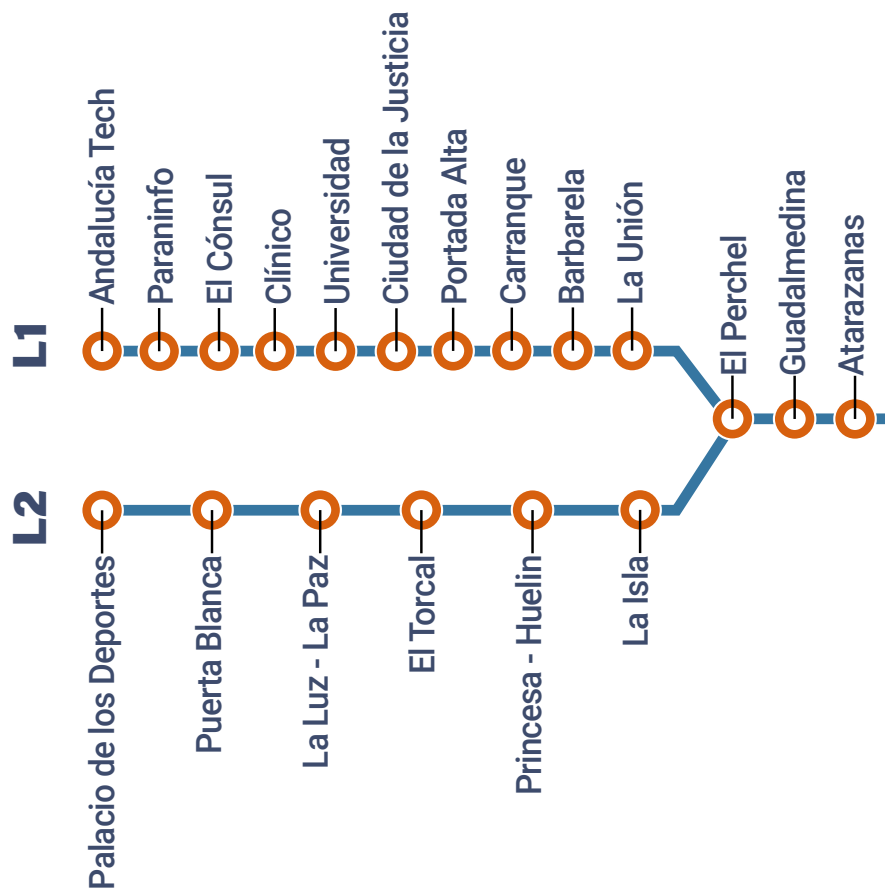 L1
Andalucía Tech
Paraninfo
El Cónsul
Clínico
Universidad
Ciudad de la Justicia
Portada Alta
Carranque
Barbarela
La Unión
El Perchel
Guadalmedina
Atarazanas
L2
Palacio de los Deportes
Puerta Blanca
La Luz - La Paz
El Torcal
Princesa - Huelin
La Isla